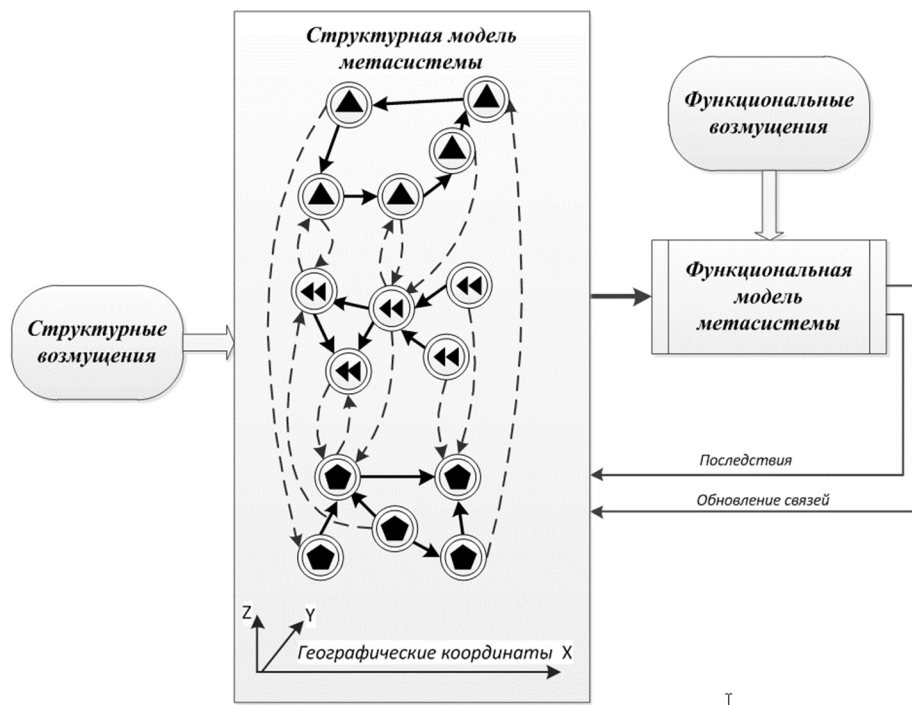 Структурная модель
метасистемы
Функциональные
возмущения
Функциональная
модель
метасистемы
Структурные
возмущения
Последствия
Обновление связей
Z
Y
Географические координаты X